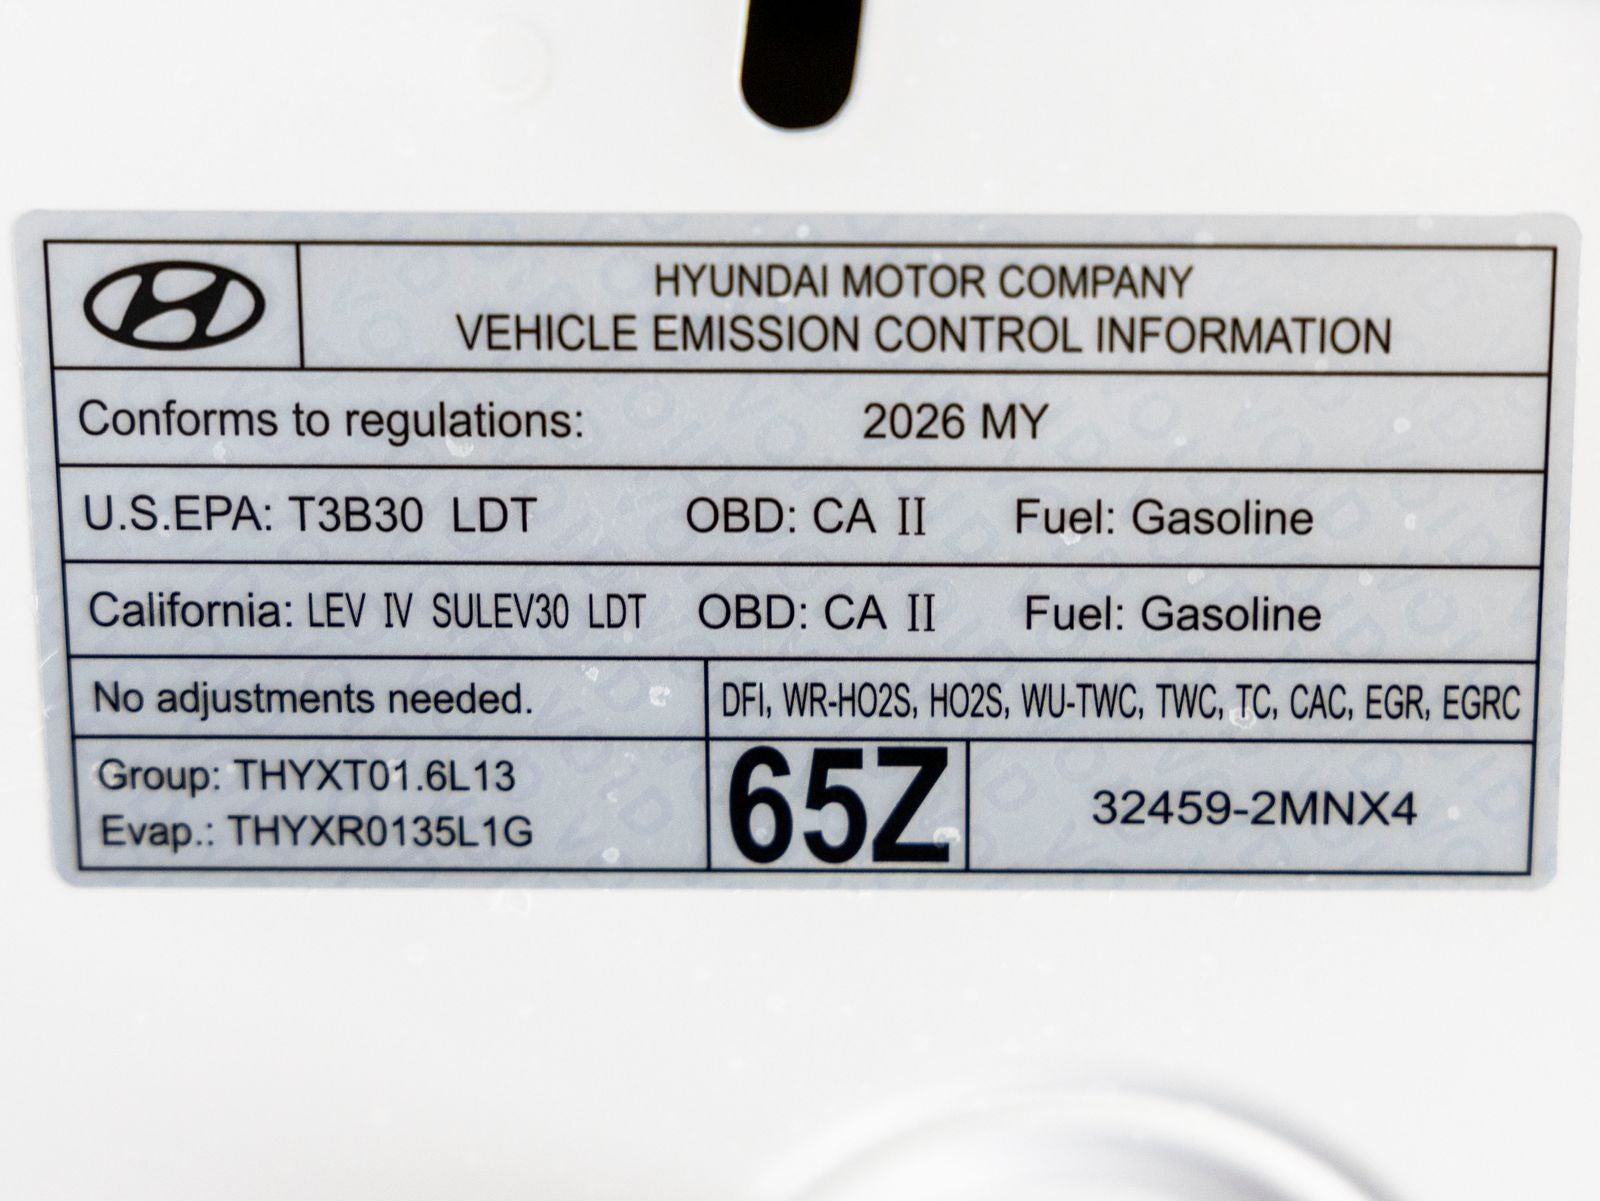 HYUNDAI MOTOR COMPANY
VEHICLE EMISSION CONTROL INFORMATION
Conforms to regulations: 2026 MY
U.S.EPA: T3B30 LDT OBD: CA II Fuel: Gasoline
California: LEV IV SULEV30 LDT OBD: CA II Fuel: Gasoline
No adjustments needed. DFI, WR-HO2S, HO2S, WU-TWC, TWC, TC, CAC, EGR, EGRC
Group: THYXT01.6L13
Evap.: THYXR0135L1G
65Z
32459-2MNX4